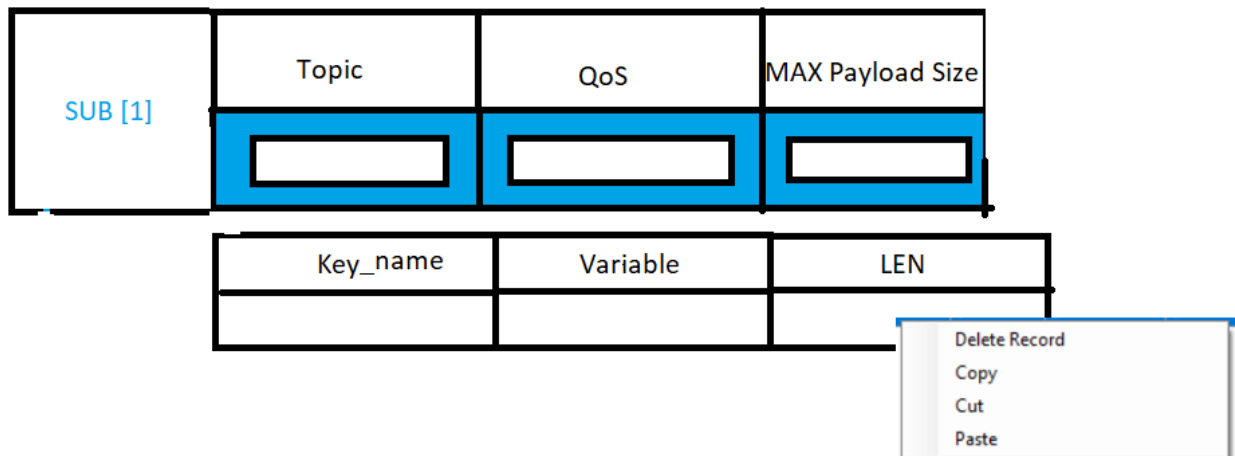 Topic
QoS
MAX Payload Size
SUB [1]
Key_name
Variable
LEN
Delete Record
Copy
Cut
Paste